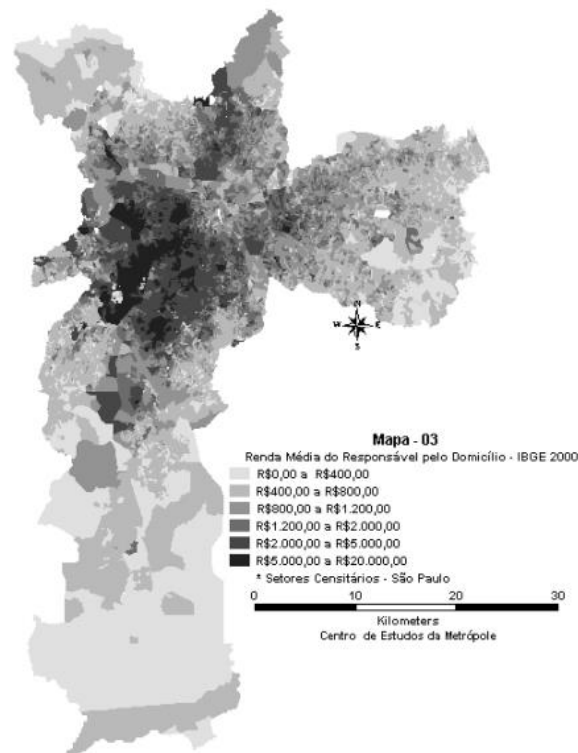 N
W E
S
Mapa - 03
Renda Média do Responsável pelo Domicílio - IBGE 2000
R$0,00 a R$400,00
R$400,00 a R$800,00
R$800,00 a R$1.200,00
R$1.200,00 a R$2.000,00
R$2.000,00 a R$5.000,00
R$5.000,00 a R$20.000,00
* Setores Censitários - São Paulo
0 10 20 30
Kilometers
Centro de Estudos da Metrópole